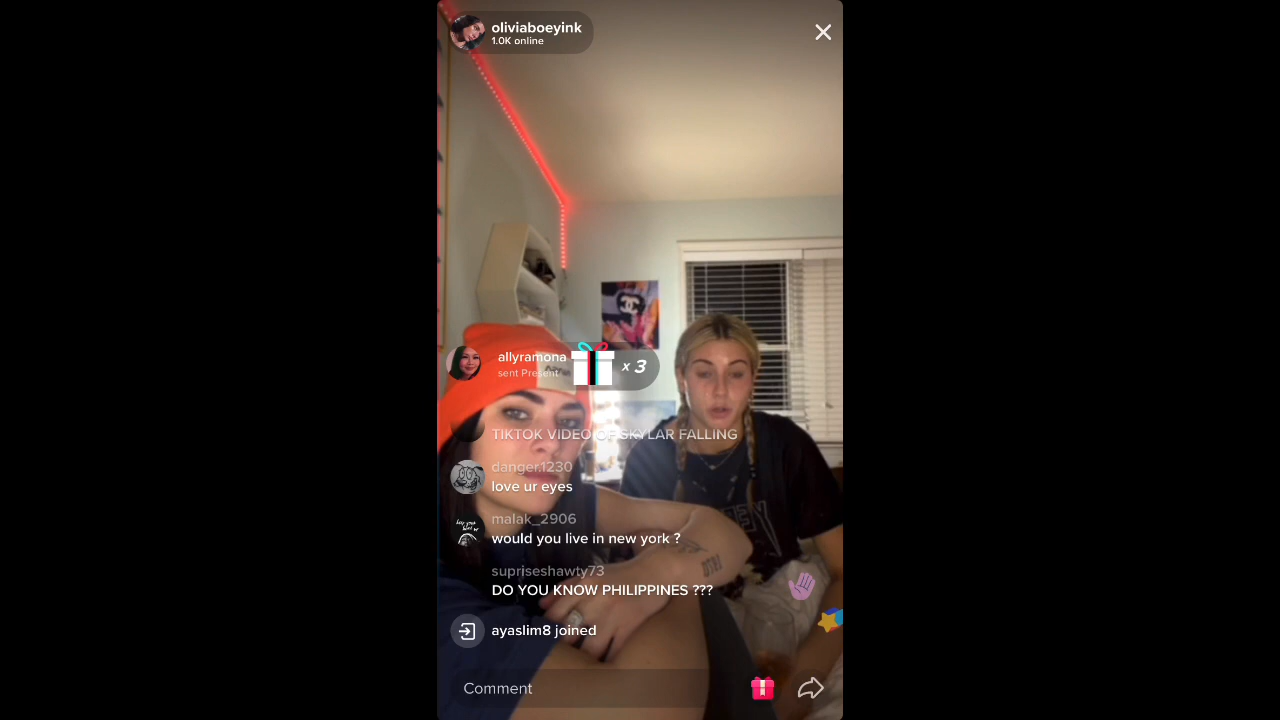 oliviaboeyink
1.0K online
allyramona
sent Present
x 3
TIKTOK VIDEO OF SKYLAR FALLING
danger.1230
love ur eyes
malak_2906
would you live in new york ?
supriseshawty73
DO YOU KNOW PHILIPPINES ???
ayaslim8 joined
Comment